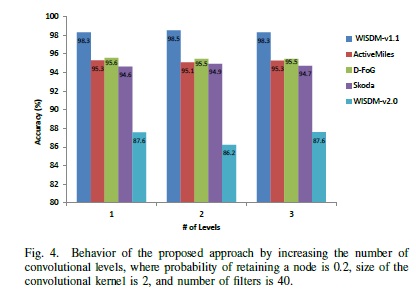 100
98
96
94
92
90
88
86
84
82
80
Accuracy (%)
98.3 95.3 95.6 94.6 87.6
98.5 95.1 95.5 94.9 86.2
98.3 95.3 95.5 94.7 87.6
1 2 3
# of Levels
WISDM-v1.1
ActiveMiles
D-FoG
Skoda
WISDM-v2.0
Fig. 4. Behavior of the proposed approach by increasing the number of
convolutional levels, where probability of retaining a node is 0.2, size of the
convolutional kernel is 2, and number of filters is 40.